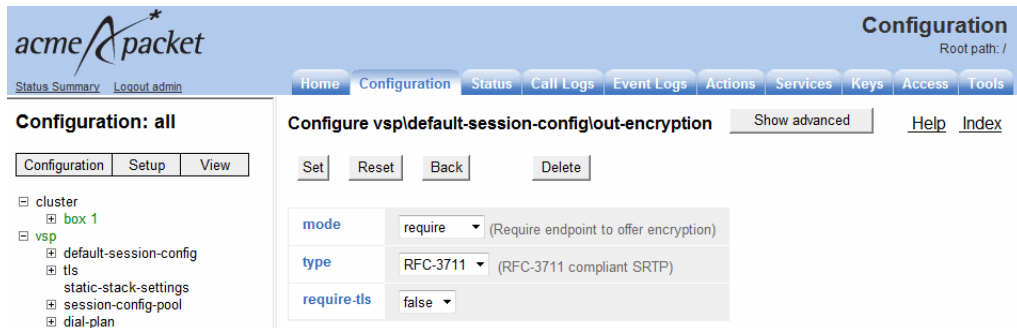 acme packet
Configuration
Root path: /
Status Summary Logout admin
Home Configuration Status Call Logs Event Logs Actions Services Keys Access Tools
Configuration: all
Configuration Setup View
cluster
box 1
vsp
default-session-config
tls
static-stack-settings
session-config-pool
dial-plan
Configure vsp\default-session-config\out-encryption Show advanced Help Index
Set Reset Back Delete
mode require (Require endpoint to offer encryption)
type RFC-3711 (RFC-3711 compliant SRTP)
require-tls false